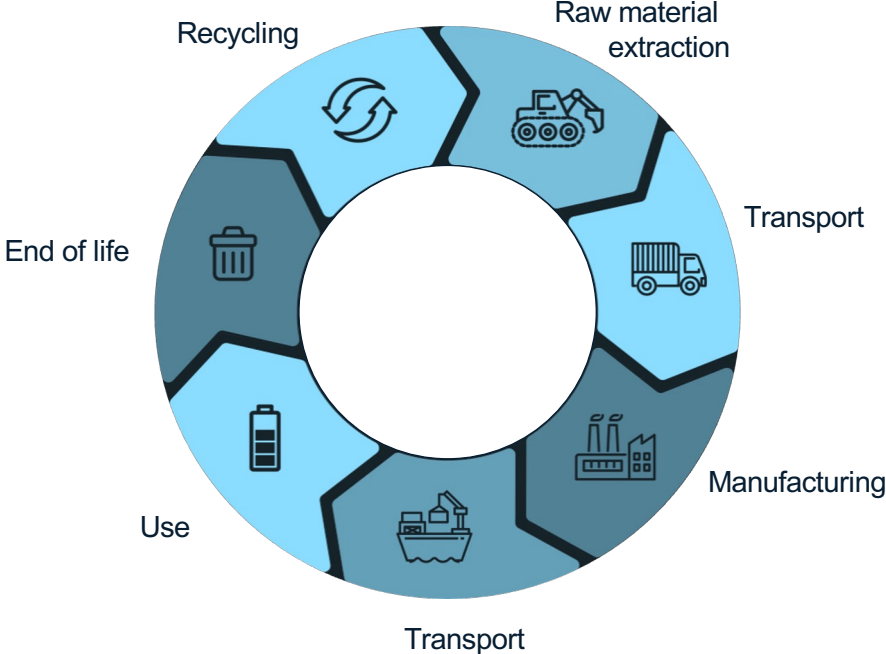 Raw material
extraction
Transport
Manufacturing
Transport
Use
End of life
Recycling